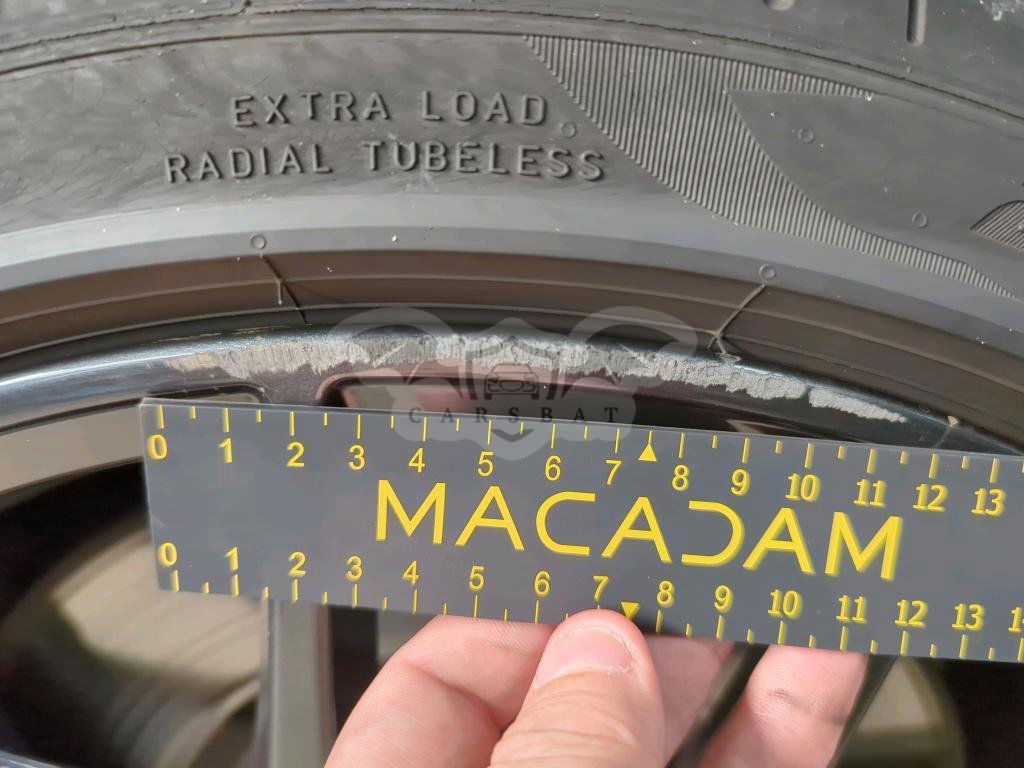 EXTRA LOAD
RADIAL TUBELESS
CARSBAT
0 1 2 3 4 5 6 7 8 9 10 11 12 13
MACADAM
0 1 2 3 4 5 6 7 8 9 10 11 12 13